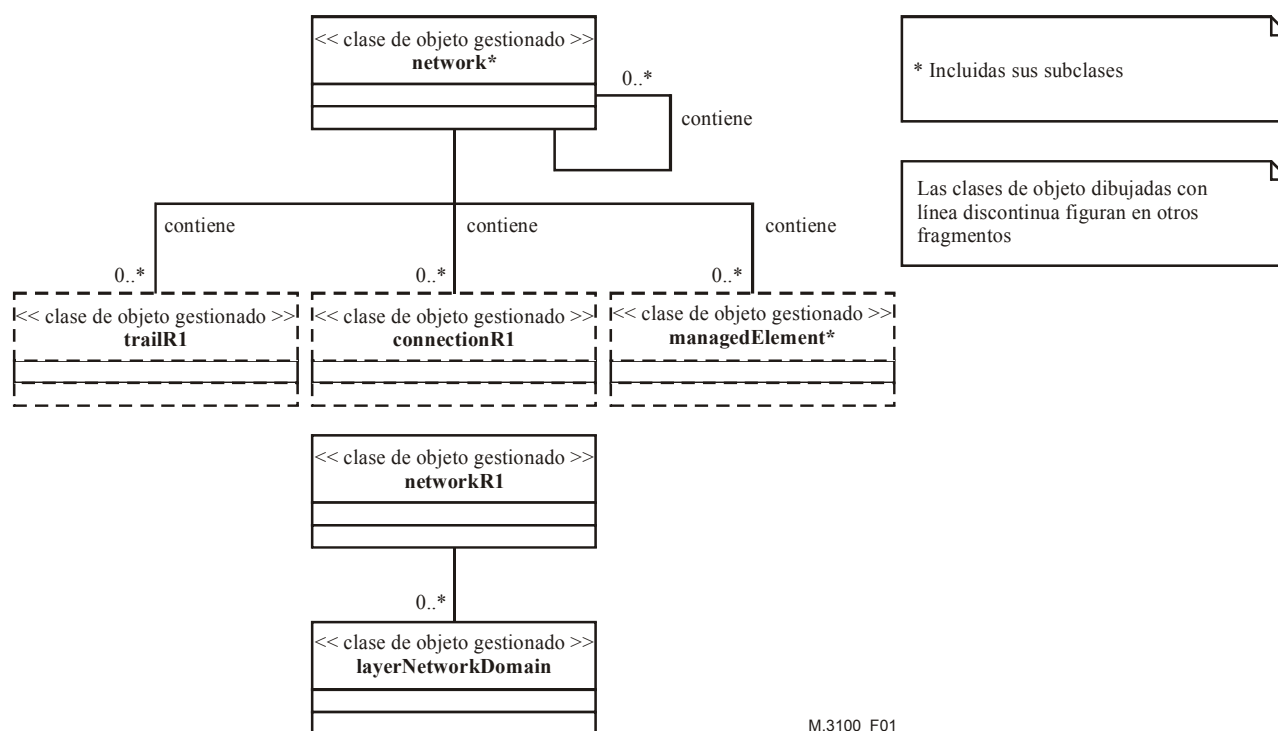 << clase de objeto gestionado >>
network*
0..*
contiene
* Incluidas sus subclases
Las clases de objeto dibujadas con
línea discontinua figuran en otros
fragmentos
contiene
contiene
contiene
0..*
0..*
0..*
<< clase de objeto gestionado >>
trailR1
<< clase de objeto gestionado >>
connectionR1
<< clase de objeto gestionado >>
managedElement*
<< clase de objeto gestionado >>
networkR1
0..*
<< clase de objeto gestionado >>
layerNetworkDomain
M.3100_F01